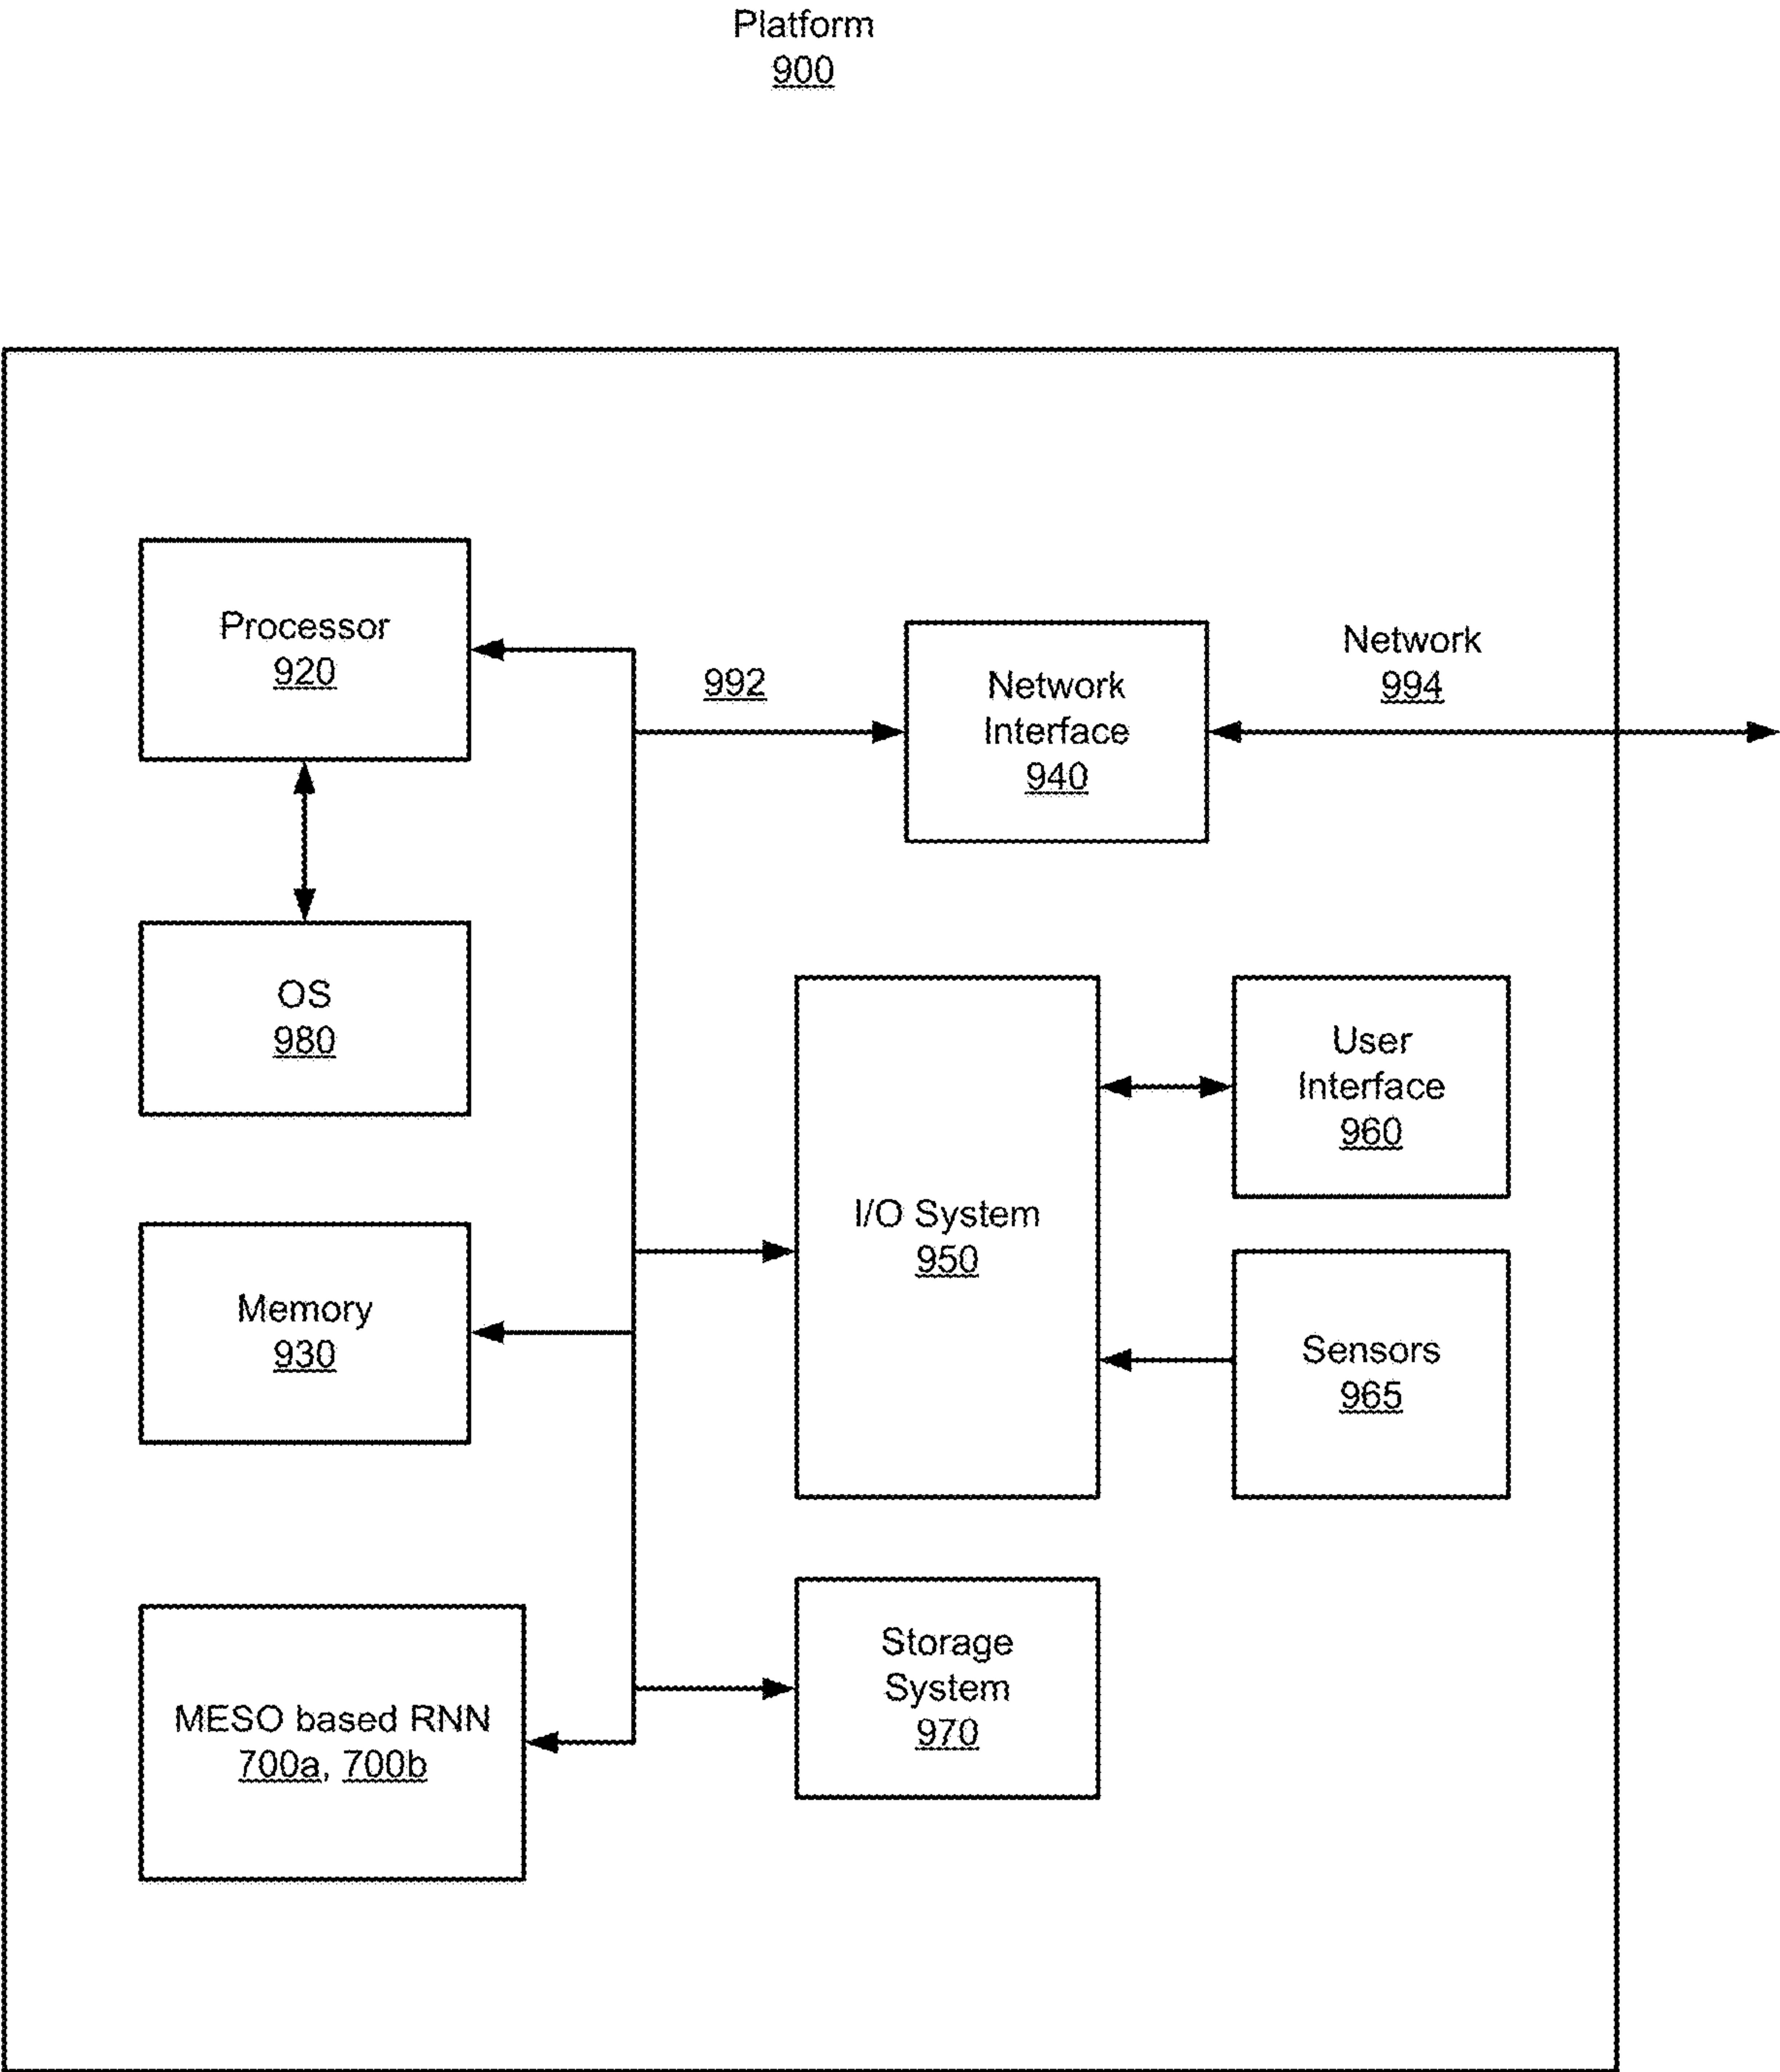 Platform
900
Processor
920
992
Network
Interface
940
Network
994
OS
980
I/O System
950
User
Interface
960
Memory
930
Sensors
965
MESO based RNN
700a, 700b
Storage
System
970